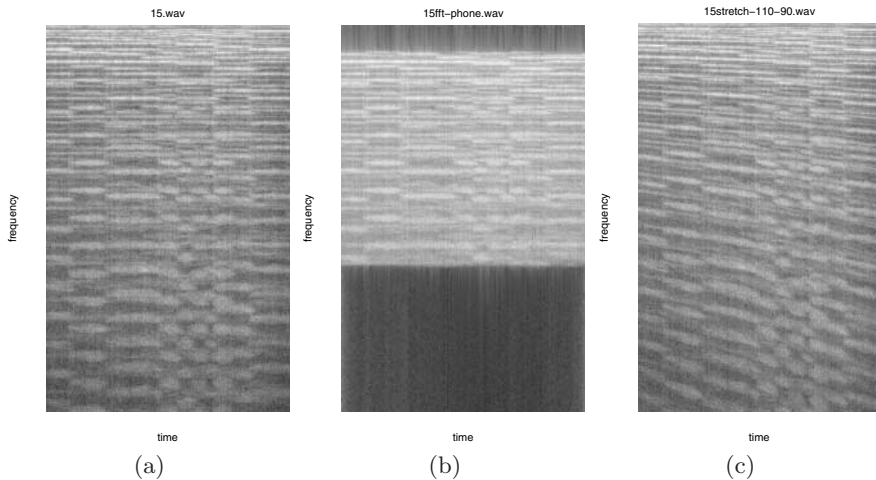 15.wav
15fft−phone.wav
15stretch−110−90.wav
frequency
frequency
frequency
time
time
time
(a)
(b)
(c)